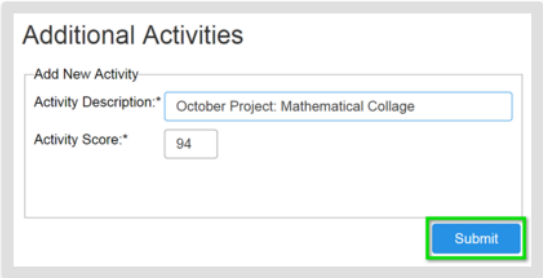 Additional Activities
Add New Activity
Activity Description:* October Project: Mathematical Collage
Activity Score:* 94
Submit